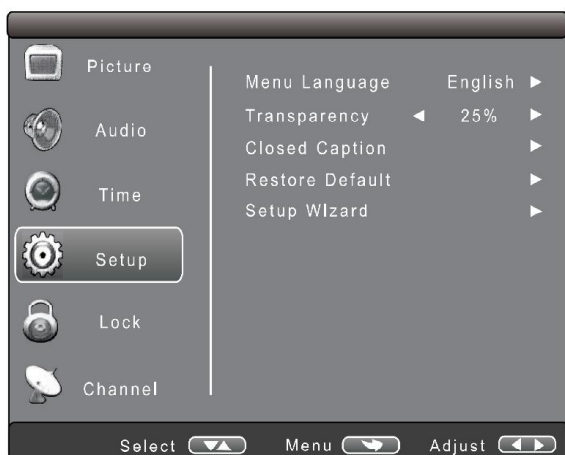 Picture
Audio
Time
Setup
Lock
Channel
Menu Language English
Transparency 25%
Closed Caption
Restore Default
Setup WIzard
Select Menu Adjust